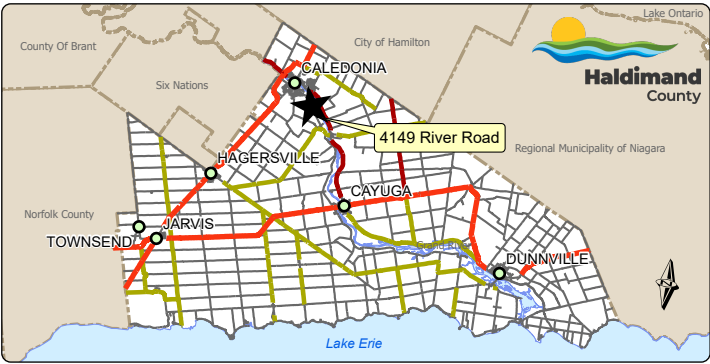 Lake Ontario
County Of Brant
City of Hamilton
Haldimand
County
CALEDONIA
Six Nations
4149 River Road
Regional Municipality of Niagara
HAGERSVILLE
CAYUGA
Norfolk County
JARVIS
TOWNSEND
Grand River
DUNNVILLE
Lake Erie